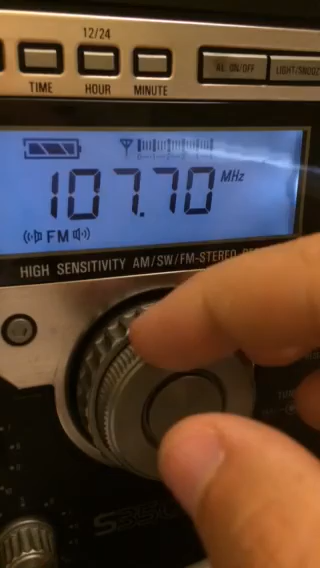 12/24
TIME HOUR MINUTE
AL. ON/OFF LIGHT/SNOOZ
107.70 MHz
FM
HIGH SENSITIVITY AM/SW/FM-STEREO